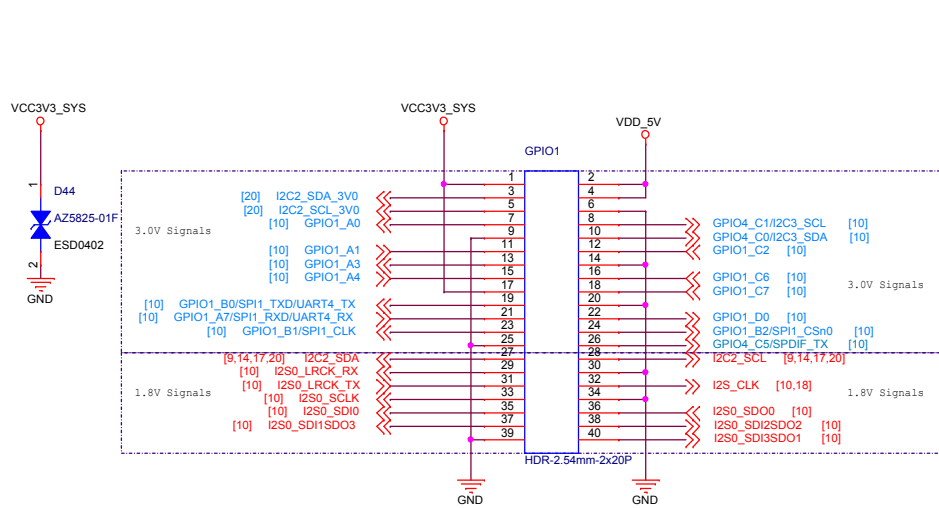 VCC3V3_SYS
VCC3V3_SYS
VDD_5V
GPIO1
1 2
D44
1
[20] I2C2_SDA_3V0 3 4
[20] I2C2_SCL_3V0 5 6
AZ5825-01F
[10] GPIO1_A0 7 8 GPIO4_C1/I2C3_SCL [10]
3.0V Signals
9 10 GPIO4_C0/I2C3_SDA [10]
ESD0402
[10] GPIO1_A1 11 12 GPIO1_C2 [10]
2
[10] GPIO1_A3 13 14
[10] GPIO1_A4 15 16 GPIO1_C6 [10]
3.0V Signals
17 18 GPIO1_C7 [10]
GND
[10] GPIO1_B0/SPI1_TXD/UART4_TX 19 20
[10] GPIO1_A7/SPI1_RXD/UART4_RX 21 22 GPIO1_D0 [10]
[10] GPIO1_B1/SPI1_CLK 23 24 GPIO1_B2/SPI1_CSn0 [10]
25 26 GPIO4_C5/SPDIF_TX [10]
[9,14,17,20] I2C2_SDA 27 28 I2C2_SCL [9,14,17,20]
[10] I2S0_LRCK_RX 29 30
[10] I2S0_LRCK_TX 31 32 I2S_CLK [10,18]
1.8V Signals
1.8V Signals
[10] I2S0_SCLK 33 34
[10] I2S0_SDI0 35 36 I2S0_SDO0 [10]
[10] I2S0_SDI1SDO3 37 38 I2S0_SDI2SDO2 [10]
39 40 I2S0_SDI3SDO1 [10]
HDR-2.54mm-2x20P
GND
GND